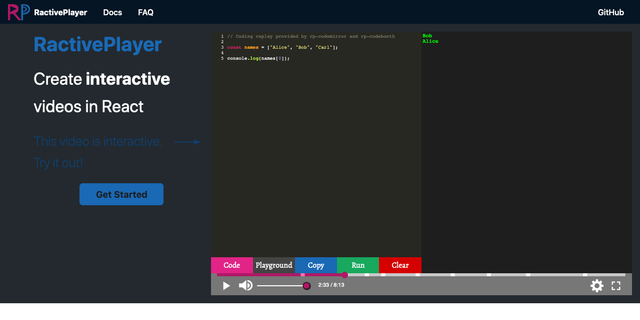 RP RactivePlayer Docs FAQ GitHub
RactivePlayer
Create interactive
videos in React
This video is interactive.
Try it out!
Get Started
1 // Coding replay provided by rp-codemirror and rp-codebooth
2
3 const names = ["Alice", "Bob", "Carl"];
4
5 console.log(names[0]);
Bob
Alice
Code Playground Copy Run Clear
2:33 / 8:13